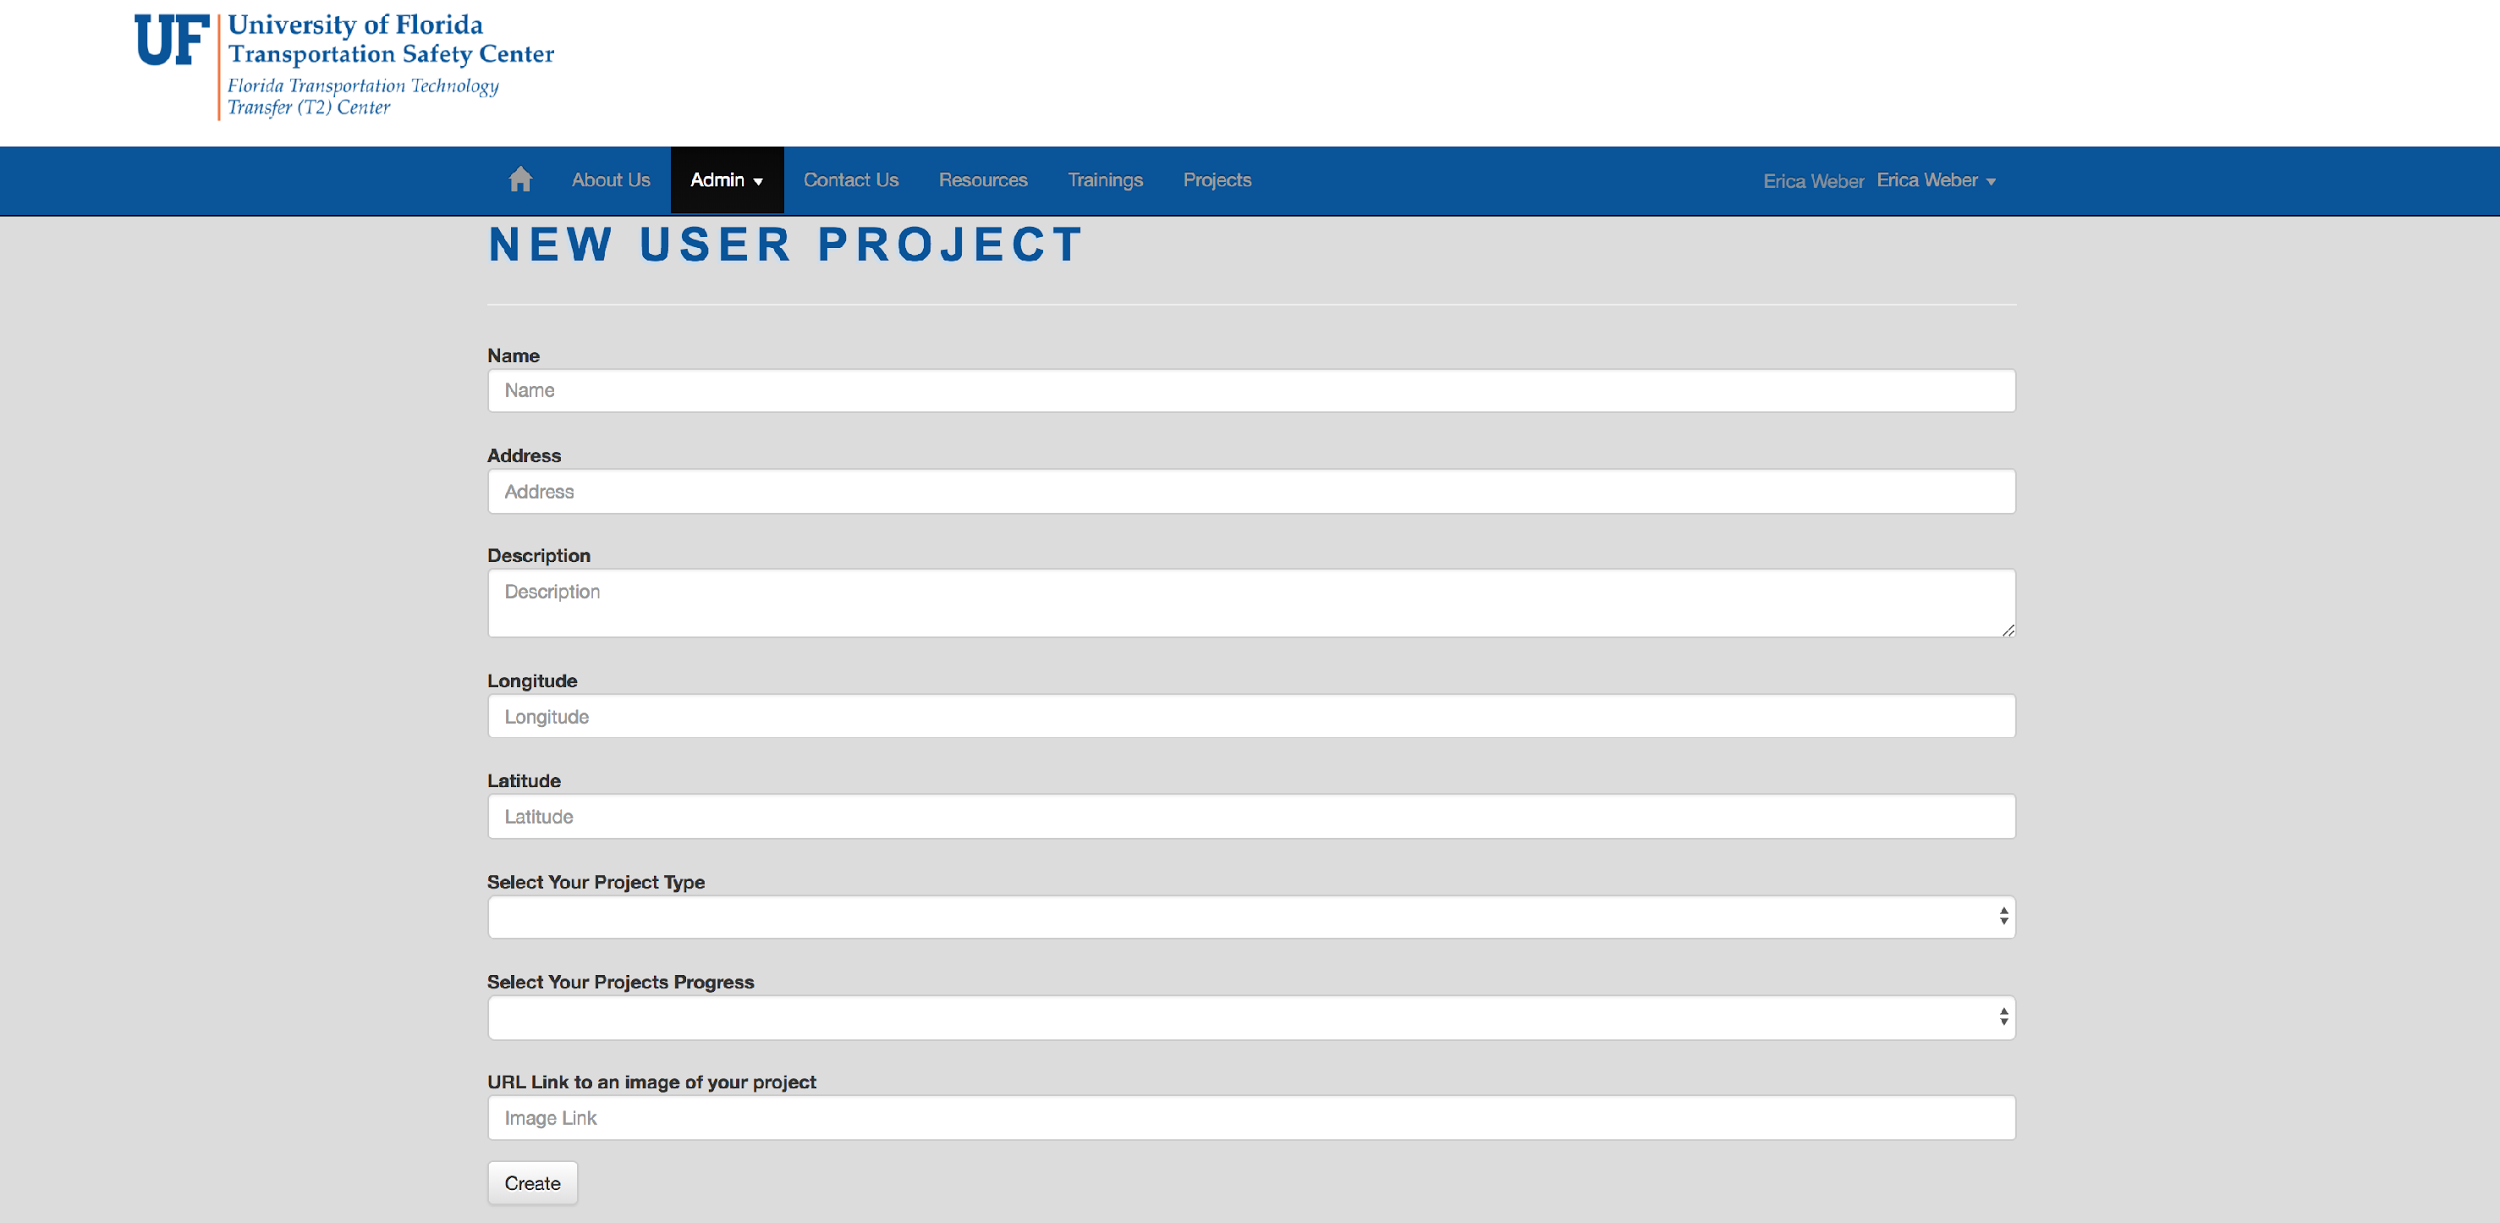 UF
University of Florida
Transportation Safety Center
Florida Transportation Technology
Transfer (T2) Center
About Us Admin Contact Us Resources Trainings Projects Erica Weber Erica Weber
NEW USER PROJECT
Name
Name
Address
Address
Description
Description
Longitude
Longitude
Latitude
Latitude
Select Your Project Type
Select Your Projects Progress
URL Link to an image of your project
Image Link
Create